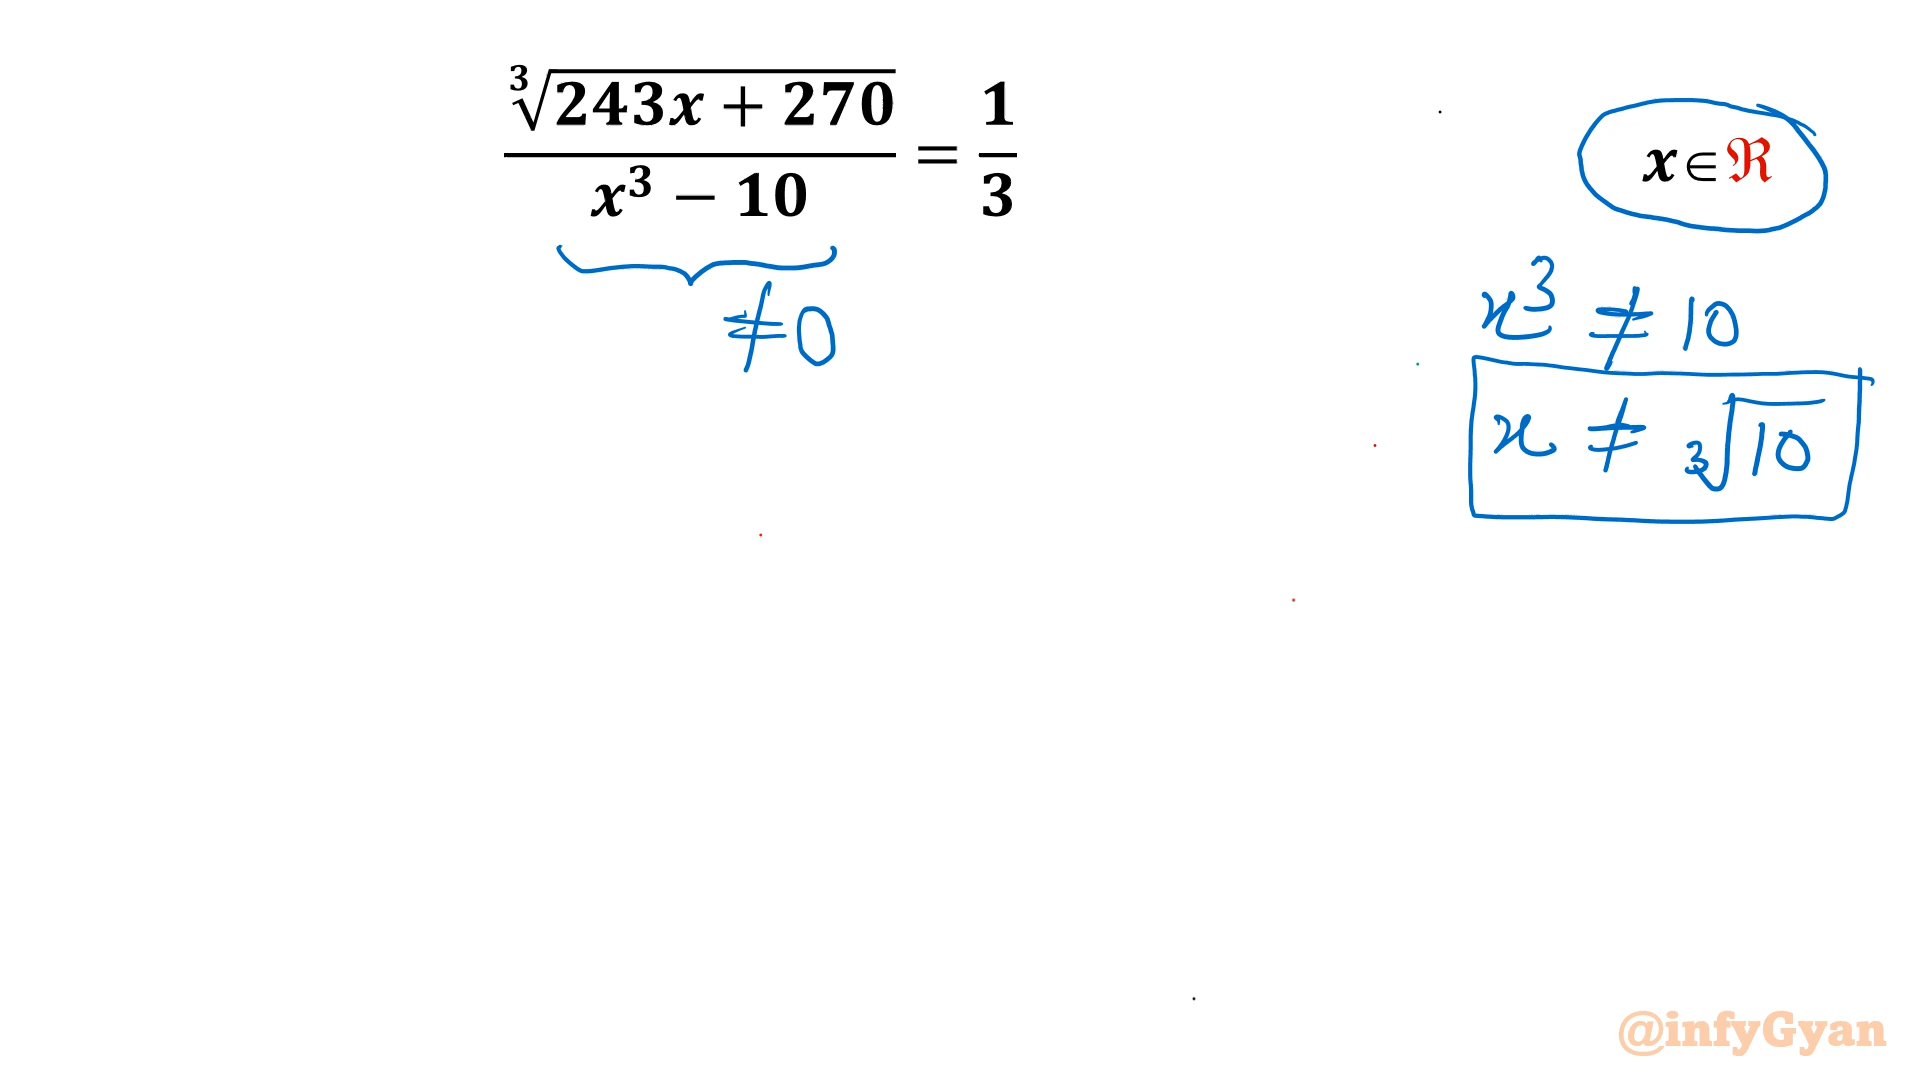 ∛(243x + 270) / (x³ − 10) = 1/3
x ∈ ℜ
≠ 0
x³ ≠ 10
x ≠ ∛10
@infyGyan